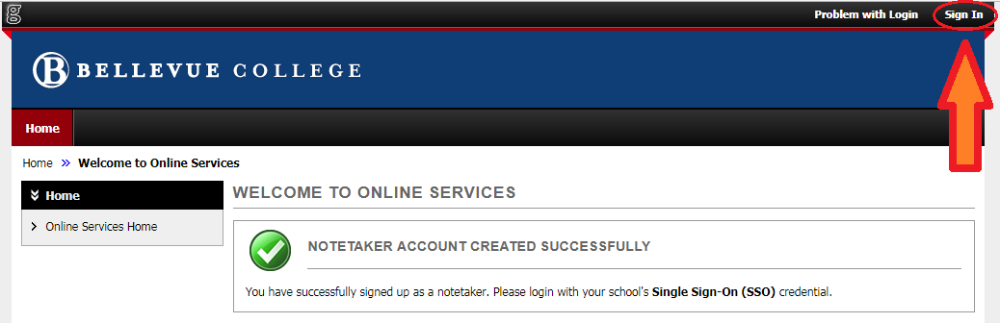 g
Problem with Login Sign In
B BELLEVUE COLLEGE
Home
Home » Welcome to Online Services
Home
Online Services Home
WELCOME TO ONLINE SERVICES
NOTETAKER ACCOUNT CREATED SUCCESSFULLY
You have successfully signed up as a notetaker. Please login with your school's Single Sign-On (SSO) credential.